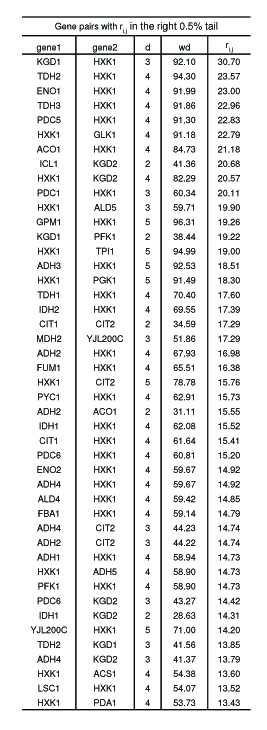 Gene pairs with ri,j in the right 0.5% tail
gene1 gene2 d wd ri,j
KGD1 HXK1 3 92.10 30.70
TDH2 HXK1 4 94.30 23.57
ENO1 HXK1 4 91.99 23.00
TDH3 HXK1 4 91.86 22.96
PDC5 HXK1 4 91.30 22.83
HXK1 GLK1 4 91.18 22.79
ACO1 HXK1 4 84.73 21.18
ICL1 KGD2 2 41.36 20.68
HXK1 KGD2 4 82.29 20.57
PDC1 HXK1 3 60.34 20.11
HXK1 ALD5 3 59.71 19.90
GPM1 HXK1 5 96.31 19.26
KGD1 PFK1 2 38.44 19.22
HXK1 TPI1 5 94.99 19.00
ADH3 HXK1 5 92.53 18.51
HXK1 PGK1 5 91.49 18.30
TDH1 HXK1 4 70.40 17.60
IDH2 HXK1 4 69.55 17.39
CIT1 CIT2 2 34.59 17.29
MDH2 YJL200C 3 51.86 17.29
ADH2 HXK1 4 67.93 16.98
FUM1 HXK1 4 65.51 16.38
HXK1 CIT2 5 78.78 15.76
PYC1 HXK1 4 62.91 15.73
ADH2 ACO1 2 31.11 15.55
IDH1 HXK1 4 62.08 15.52
CIT1 HXK1 4 61.64 15.41
PDC6 HXK1 4 60.81 15.20
ENO2 HXK1 4 59.67 14.92
ADH4 HXK1 4 59.67 14.92
ALD4 HXK1 4 59.42 14.85
FBA1 HXK1 4 59.14 14.79
ADH4 CIT2 3 44.23 14.74
ADH2 CIT2 3 44.22 14.74
ADH1 HXK1 4 58.94 14.73
HXK1 ADH5 4 58.90 14.73
PFK1 HXK1 4 58.90 14.73
PDC6 KGD2 3 43.27 14.42
IDH1 KGD2 2 28.63 14.31
YJL200C HXK1 5 71.00 14.20
TDH2 KGD1 3 41.56 13.85
ADH4 KGD2 3 41.37 13.79
HXK1 ACS1 4 54.38 13.60
LSC1 HXK1 4 54.07 13.52
HXK1 PDA1 4 53.73 13.43